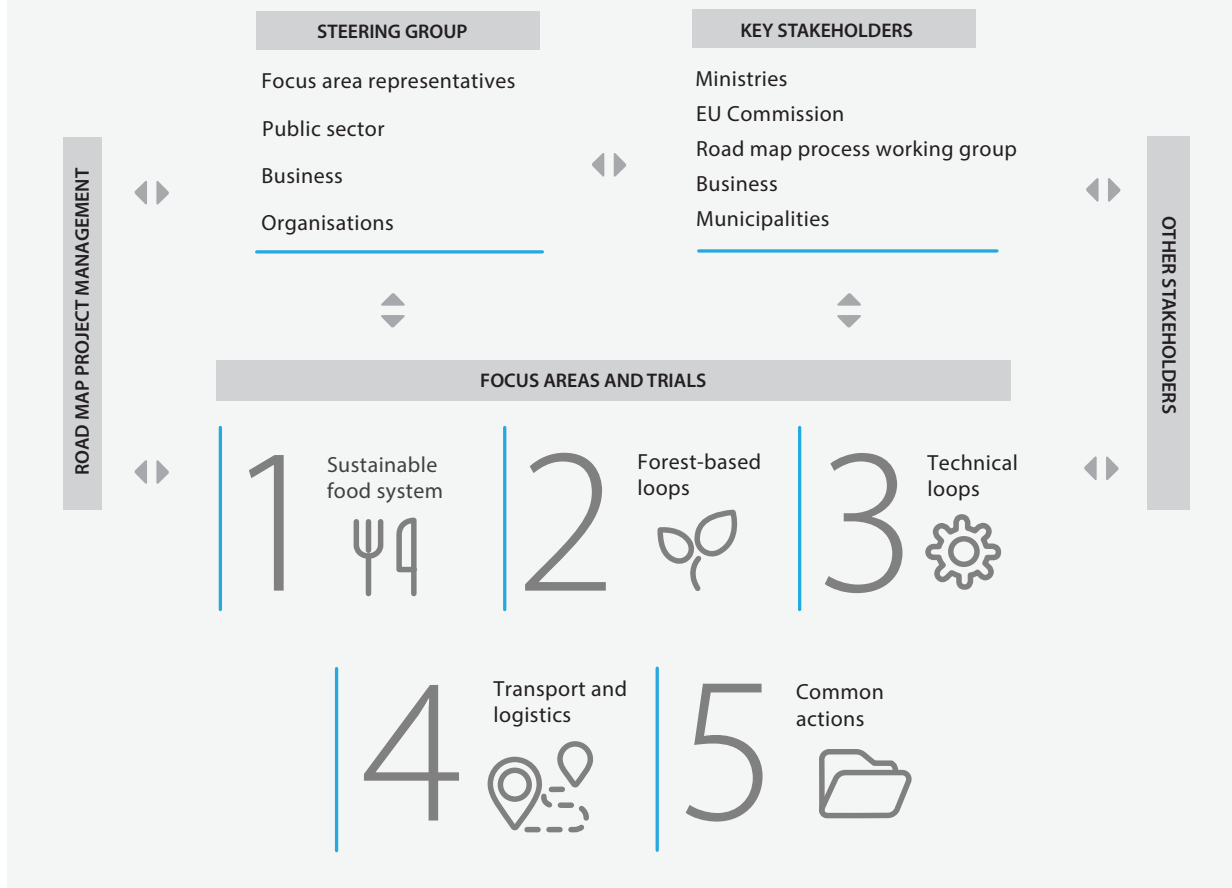 STEERING GROUP
Focus area representatives
Public sector
Business
Organisations
KEY STAKEHOLDERS
Ministries
EU Commission
Road map process working group
Business
Municipalities
ROAD MAP PROJECT MANAGEMENT
OTHER STAKEHOLDERS
FOCUS AREAS AND TRIALS
1
Sustainable
food system
2
Forest-based
loops
3
Technical
loops
4
Transport and
logistics
5
Common
actions